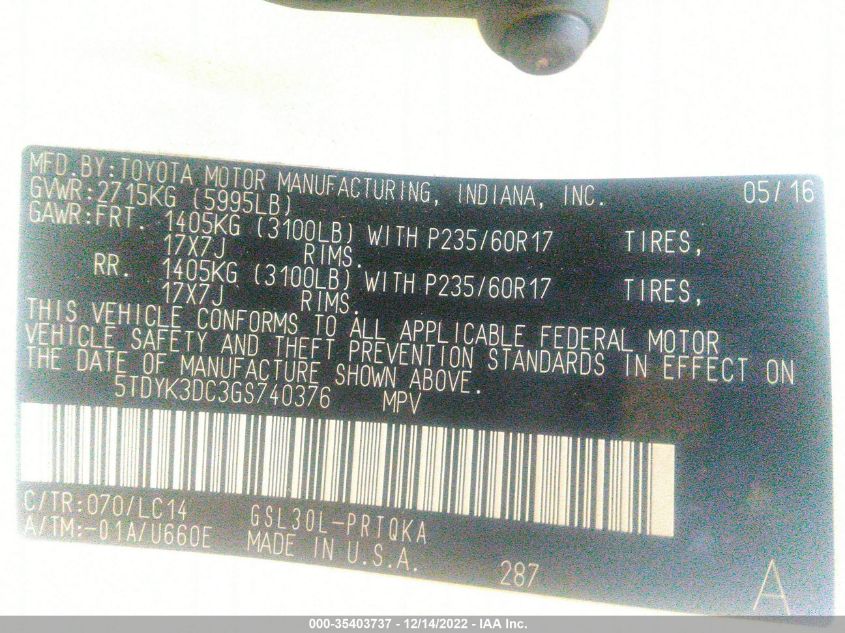 MFD.BY:TOYOTA MOTOR MANUFACTURING, INDIANA, INC. 05/16
GVWR:2715KG (5995LB)
GAWR:FRT. 1405KG (3100LB) WITH P235/60R17 TIRES,
17X7J RIMS.
RR. 1405KG (3100LB) WITH P235/60R17 TIRES,
17X7J RIMS.
THIS VEHICLE CONFORMS TO ALL APPLICABLE FEDERAL MOTOR
VEHICLE SAFETY AND THEFT PREVENTION STANDARDS IN EFFECT ON
THE DATE OF MANUFACTURE SHOWN ABOVE.
5TDYK3DC3GS740376 MPV
C/TR:070/LC14 GSL30L-PRTQKA
A/TM:-01A/U660E MADE IN U.S.A. 287 A
000-35403737 - 12/14/2022 - IAA Inc.